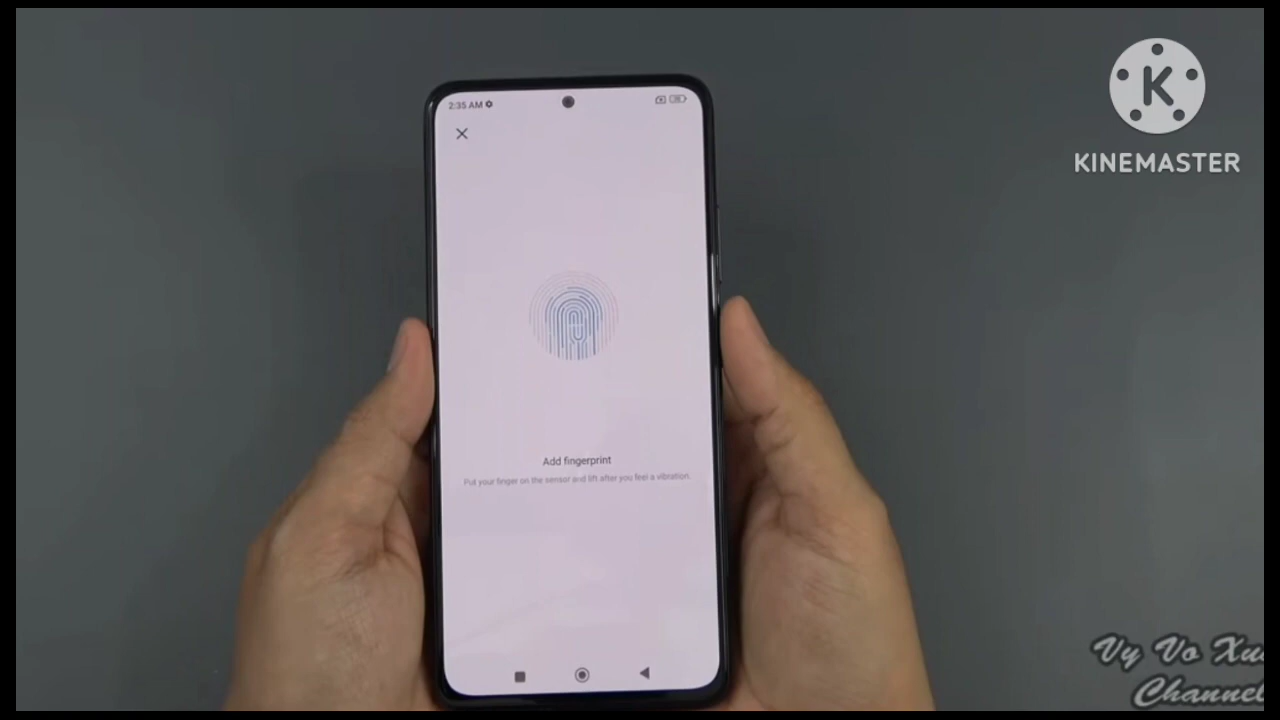 2:35 AM
KINEMASTER
Add fingerprint
Put your finger on the sensor and lift after you feel a vibration.
Vy Vo
Channel